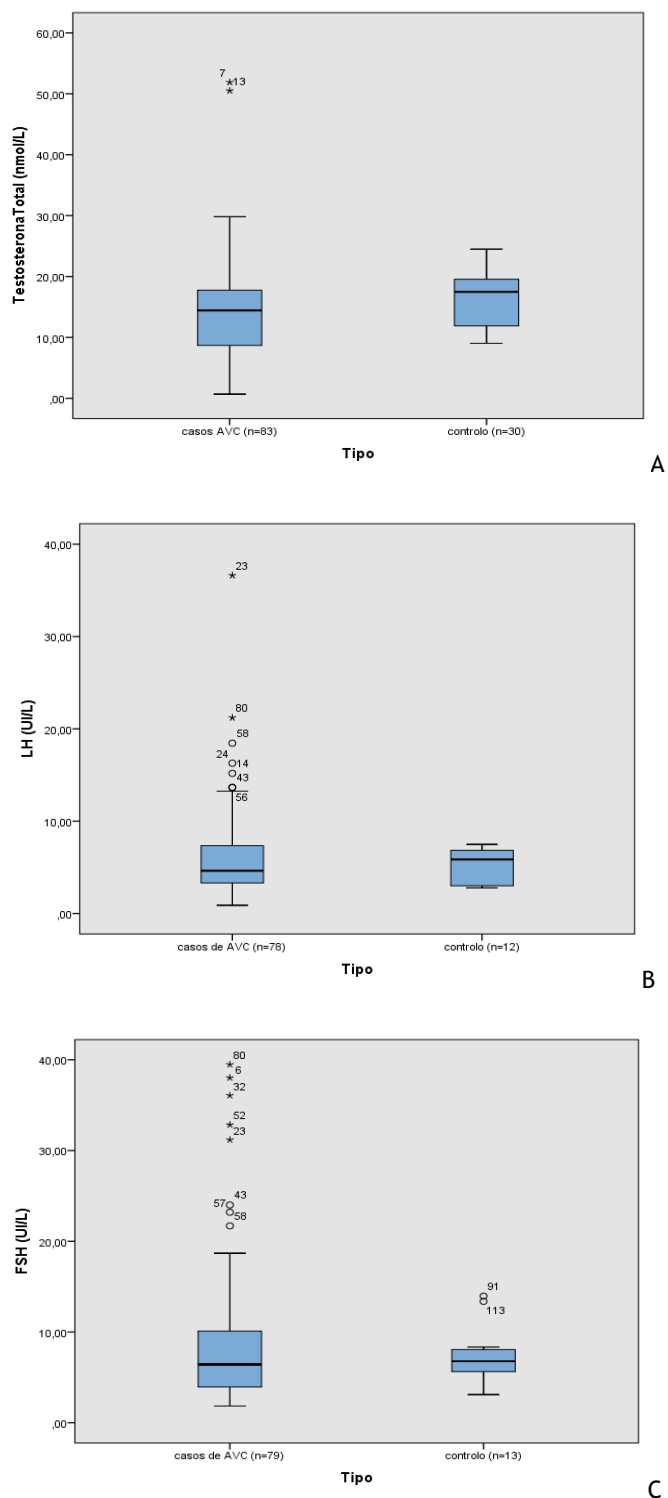 60,00
7
13
50,00
40,00
30,00
20,00
10,00
,00
TestosteronaTotal (nmol/L)
casos AVC (n=83)
controlo (n=30)
Tipo
A
40,00
23
30,00
80
20,00
58
24
14
43
56
10,00
,00
LH (UI/L)
casos de AVC (n=78)
controlo (n=12)
Tipo
B
40,00
80
6
32
52
23
30,00
57
43
58
20,00
91
113
10,00
,00
FSH (UI/L)
casos de AVC (n=79)
controlo (n=13)
Tipo
C